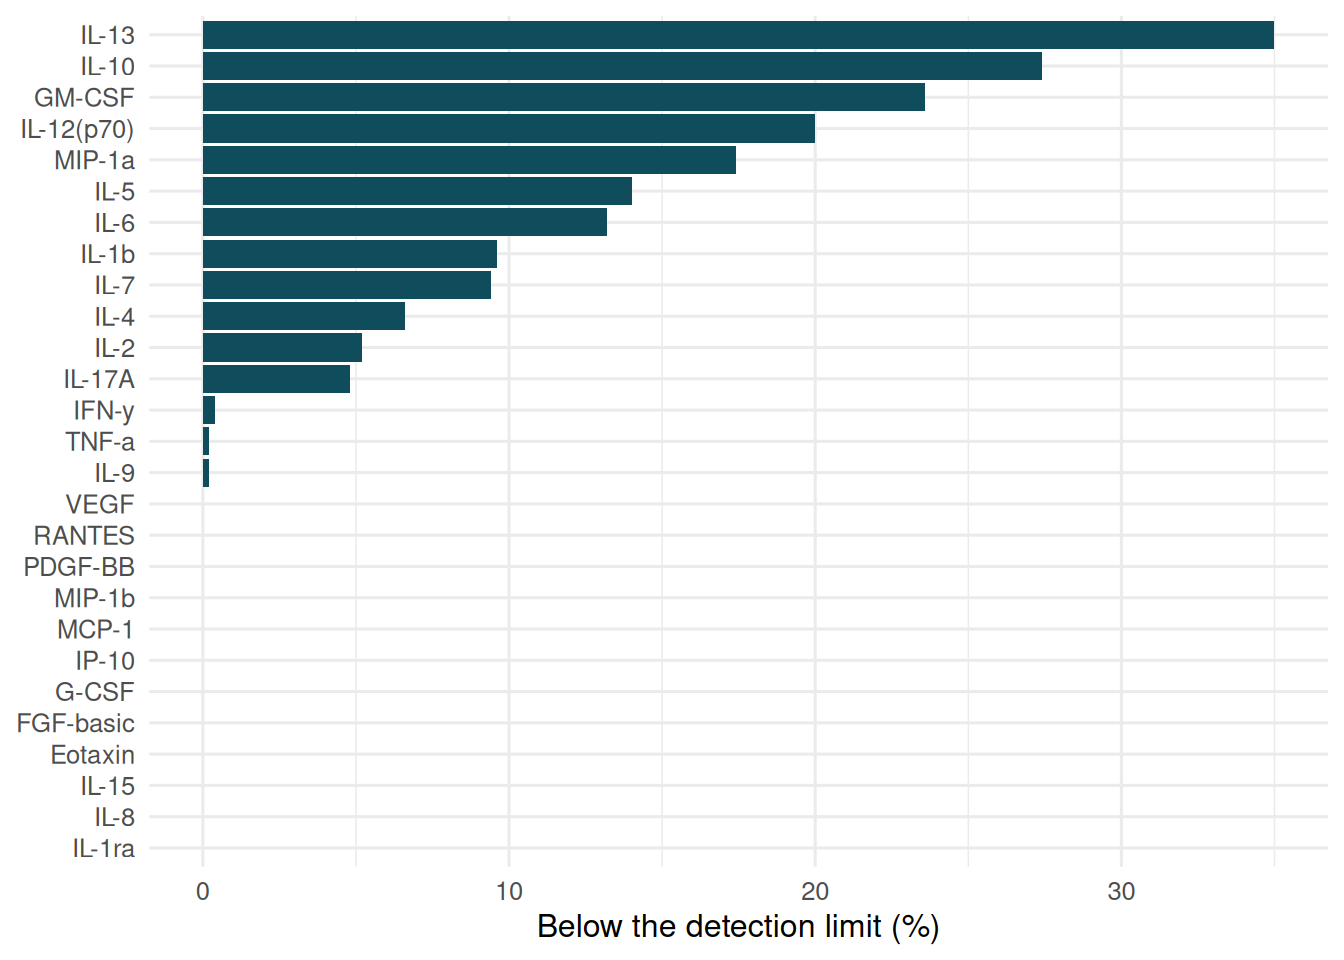 IL-13
IL-10
GM-CSF
IL-12(p70)
MIP-1a
IL-5
IL-6
IL-1b
IL-7
IL-4
IL-2
IL-17A
IFN-y
TNF-a
IL-9
VEGF
RANTES
PDGF-BB
MIP-1b
MCP-1
IP-10
G-CSF
FGF-basic
Eotaxin
IL-15
IL-8
IL-1ra
0 10 20 30
Below the detection limit (%)